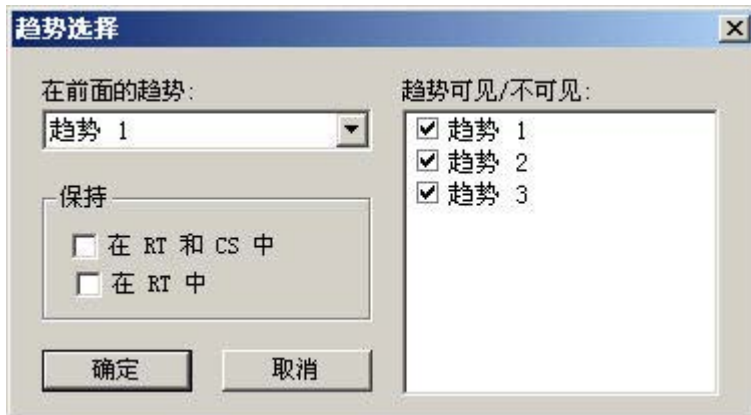 趋势选择
在前面的趋势:
趋势 1
保持
在 RT 和 CS 中
在 RT 中
确定
取消
趋势可见/不可见:
趋势 1
趋势 2
趋势 3